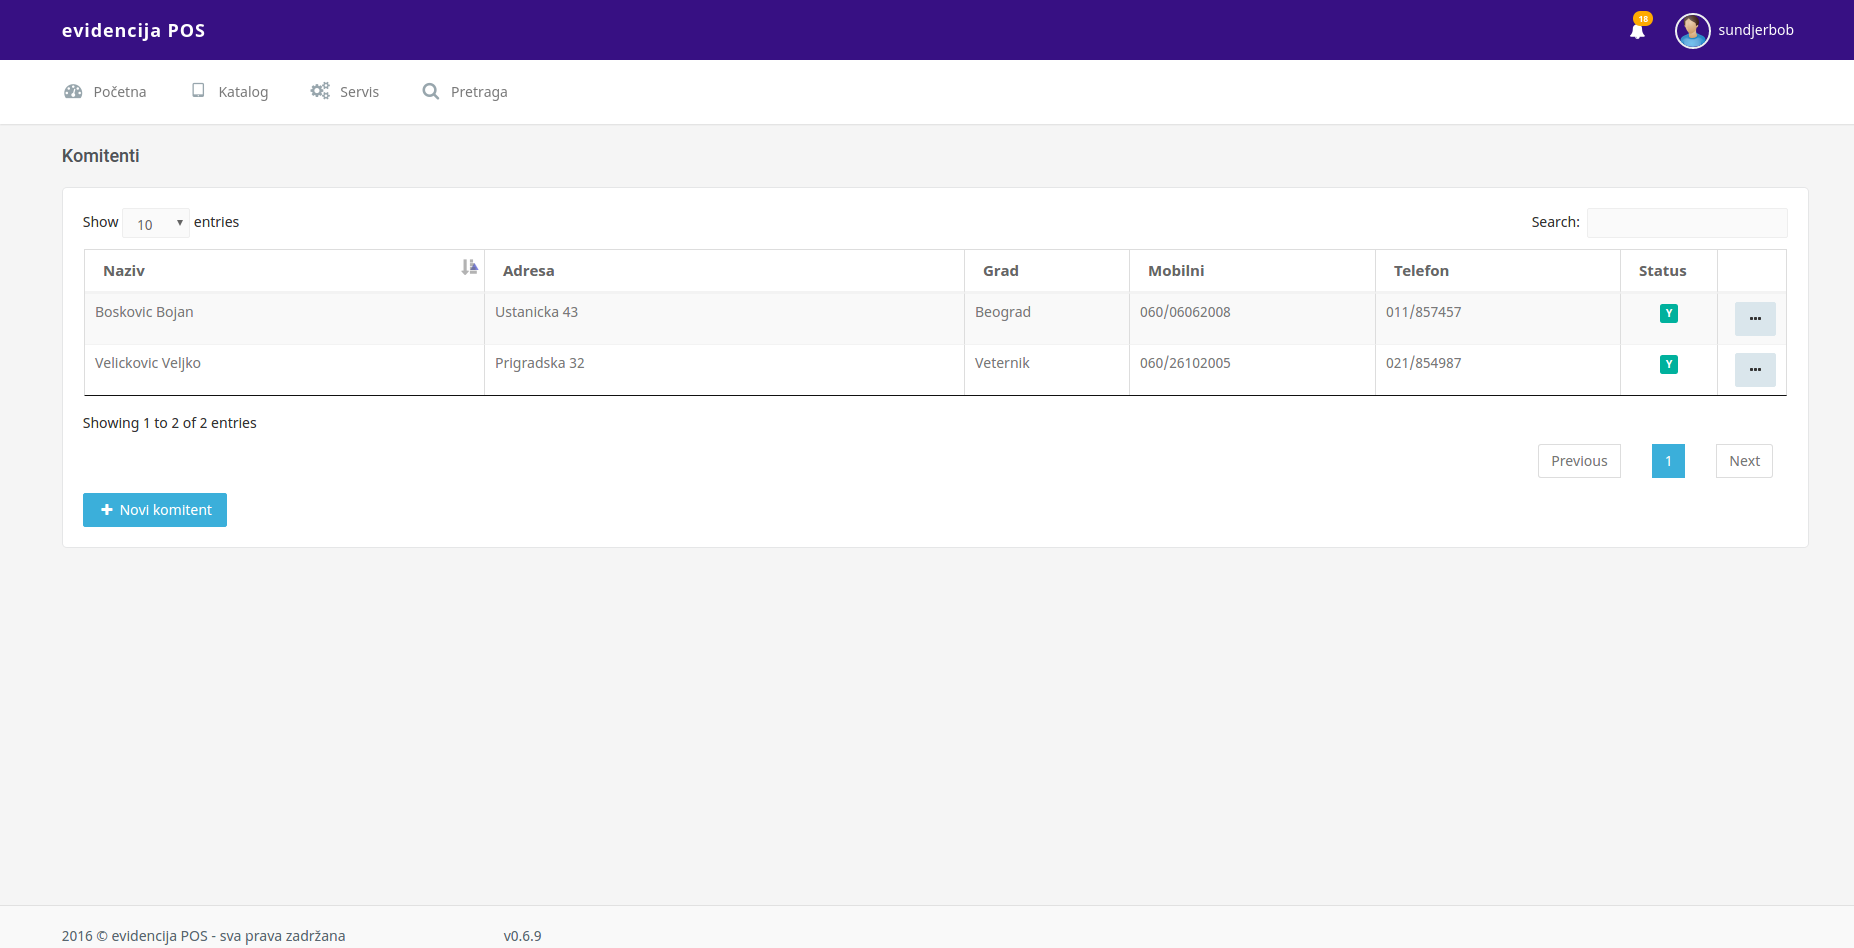 evidencija POS
18
sundjerbob
Početna Katalog Servis Pretraga
Komitenti
Show 10 entries Search:
Naziv Adresa Grad Mobilni Telefon Status
Boskovic Bojan Ustanicka 43 Beograd 060/06062008 011/857457 Y
Velickovic Veljko Prigradska 32 Veternik 060/26102005 021/854987 Y
Showing 1 to 2 of 2 entries
Previous 1 Next
Novi komitent
2016 © evidencija POS - sva prava zadržana v0.6.9